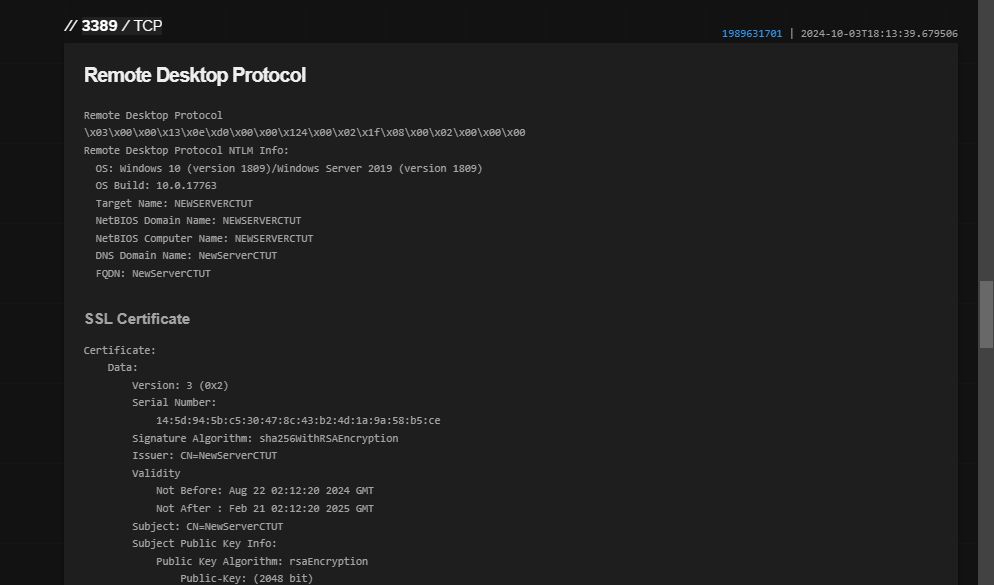 // 3389 / TCP
1989631701 | 2024-10-03T18:13:39.679506
Remote Desktop Protocol
Remote Desktop Protocol
\x03\x00\x00\x13\x0e\xd0\x00\x00\x124\x00\x02\x1f\x08\x00\x02\x00\x00\x00
Remote Desktop Protocol NTLM Info:
OS: Windows 10 (version 1809)/Windows Server 2019 (version 1809)
OS Build: 10.0.17763
Target Name: NEWSERVERCTUT
NetBIOS Domain Name: NEWSERVERCTUT
NetBIOS Computer Name: NEWSERVERCTUT
DNS Domain Name: NewServerCTUT
FQDN: NewServerCTUT
SSL Certificate
Certificate:
Data:
Version: 3 (0x2)
Serial Number:
14:5d:94:5b:c5:30:47:8c:43:b2:4d:1a:9a:58:b5:ce
Signature Algorithm: sha256WithRSAEncryption
Issuer: CN=NewServerCTUT
Validity
Not Before: Aug 22 02:12:20 2024 GMT
Not After : Feb 21 02:12:20 2025 GMT
Subject: CN=NewServerCTUT
Subject Public Key Info:
Public Key Algorithm: rsaEncryption
Public-Key: (2048 bit)